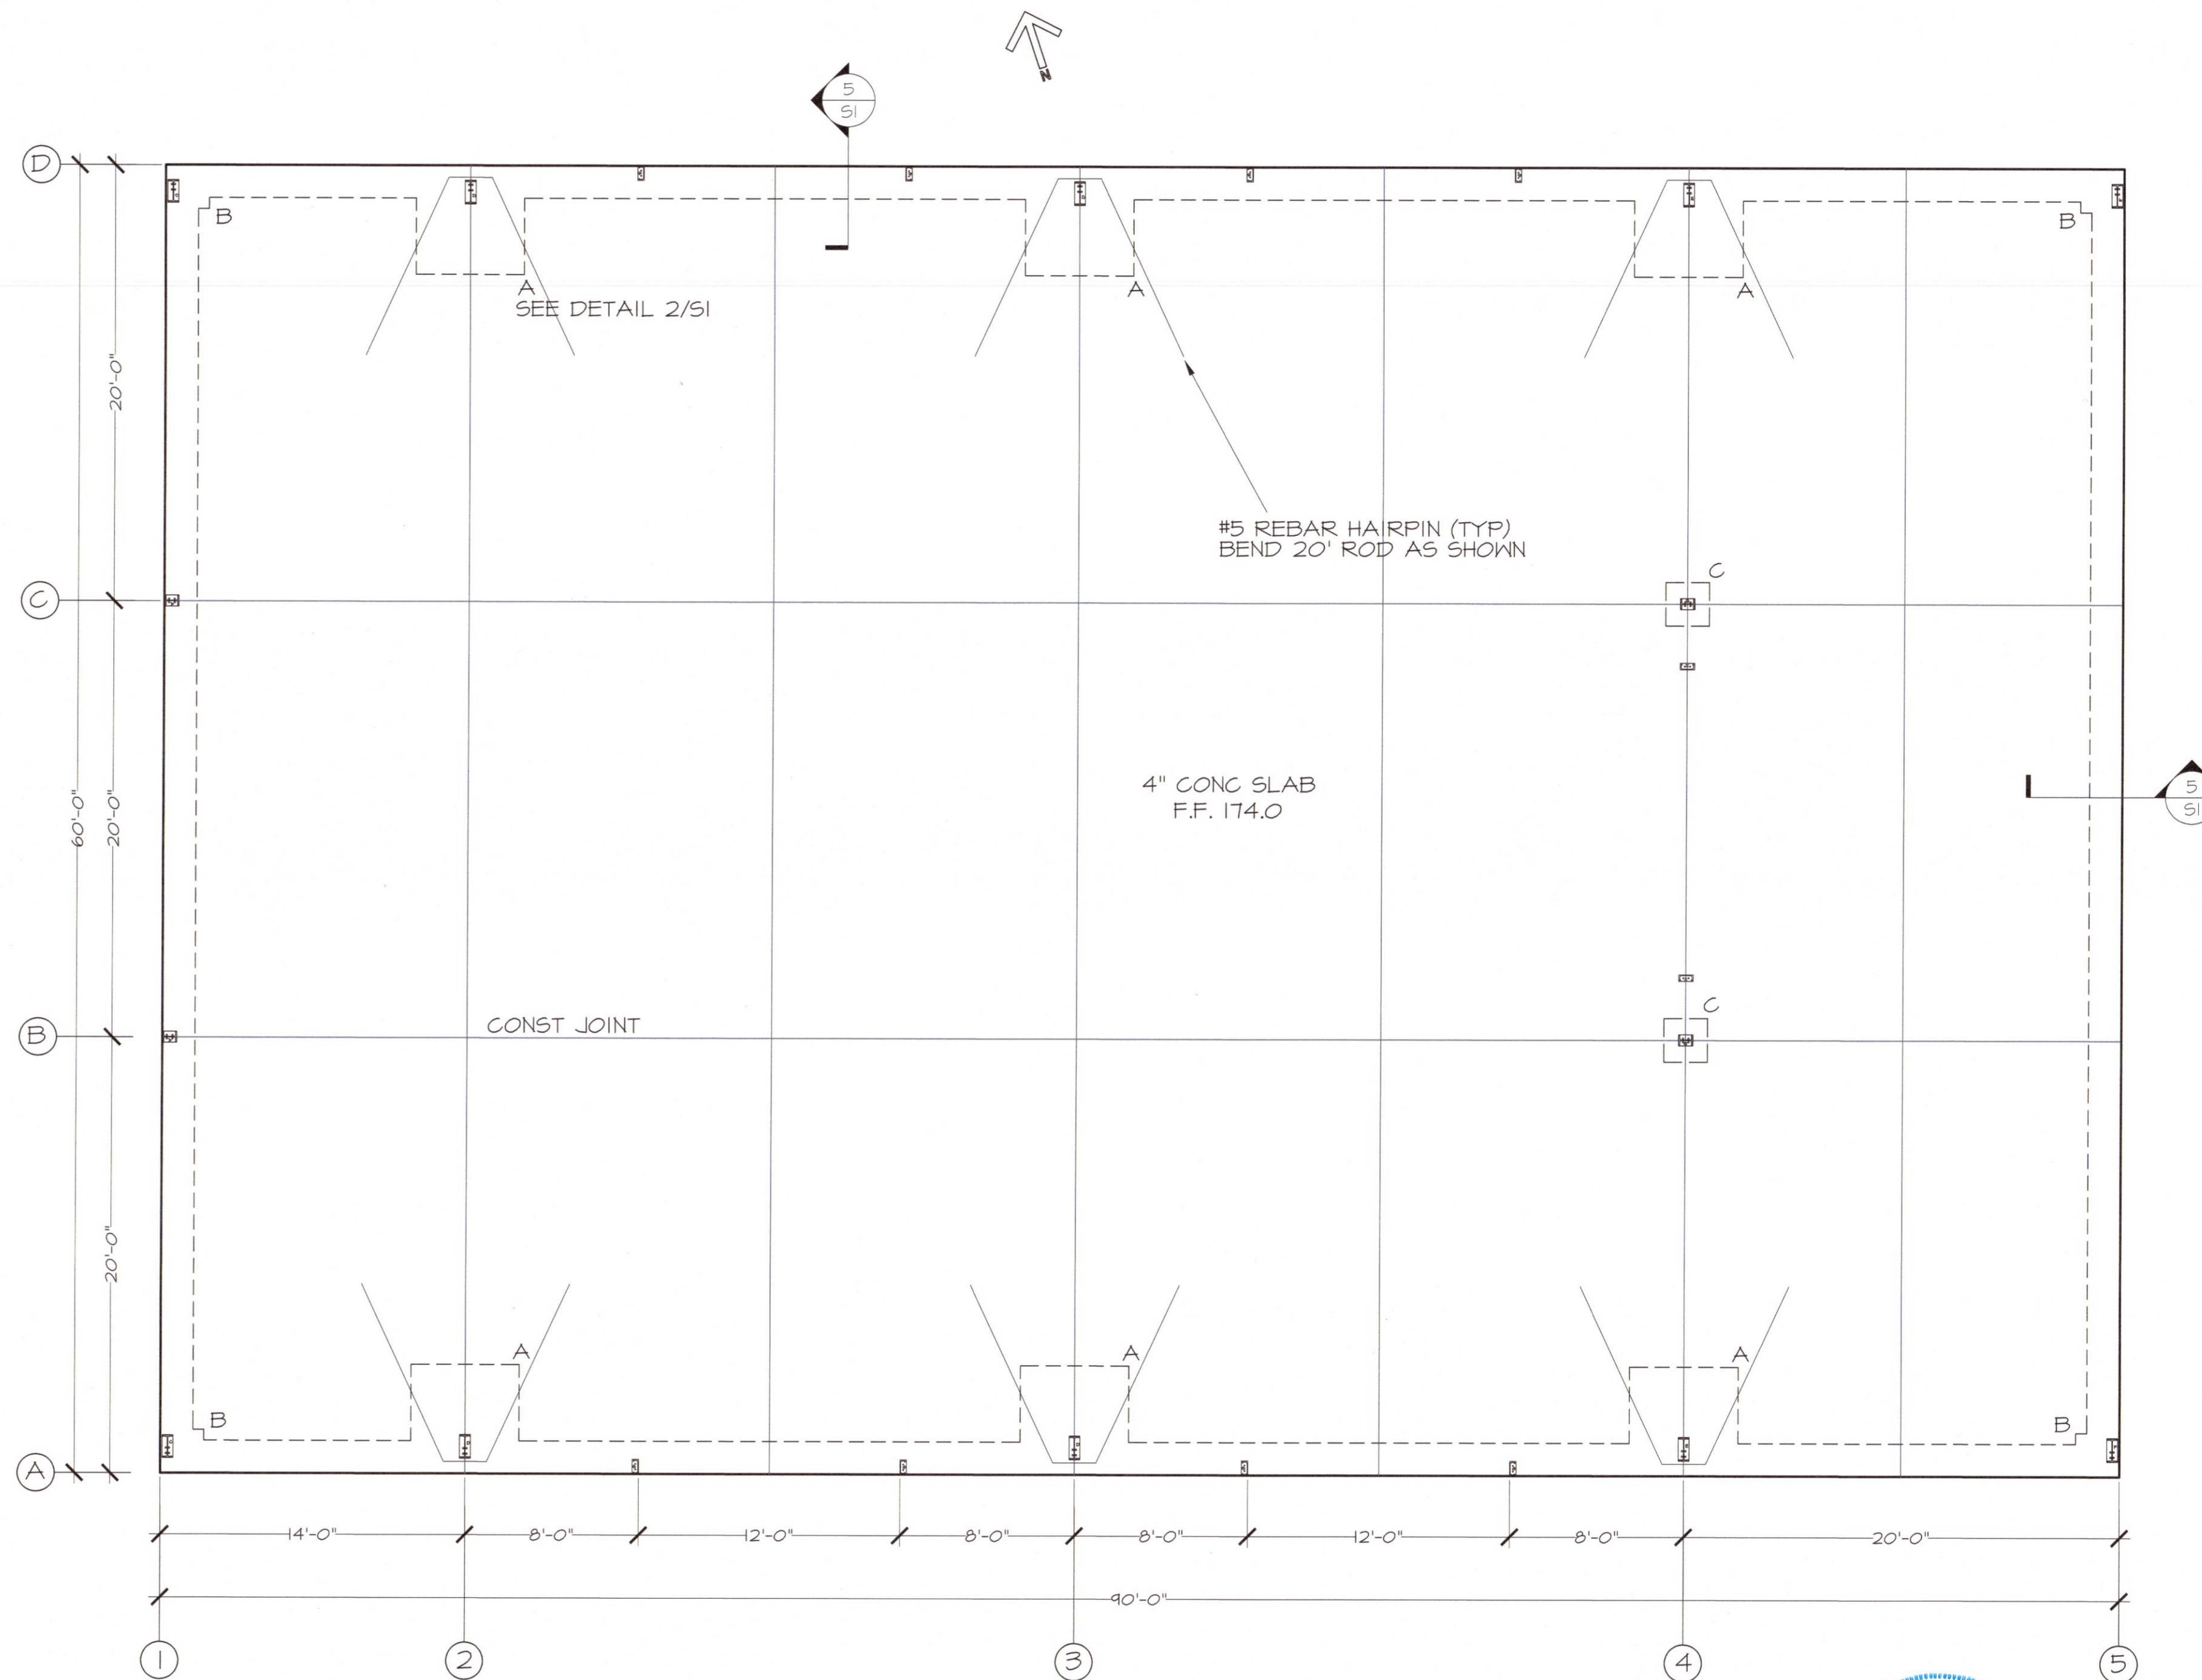 N
5
S1
D
B
B
A
SEE DETAIL 2/S1
A
A
20'-0"
#5 REBAR HAIRPIN (TYP)
BEND 20' ROD AS SHOWN
C
C
60'-0"
20'-0"
4" CONC SLAB
F.F. 174.0
5
S1
C
B
CONST JOINT
20'-0"
A
A
A
B
B
A
14'-0"
8'-0"
12'-0"
8'-0"
8'-0"
12'-0"
8'-0"
20'-0"
90'-0"
1
2
3
4
5